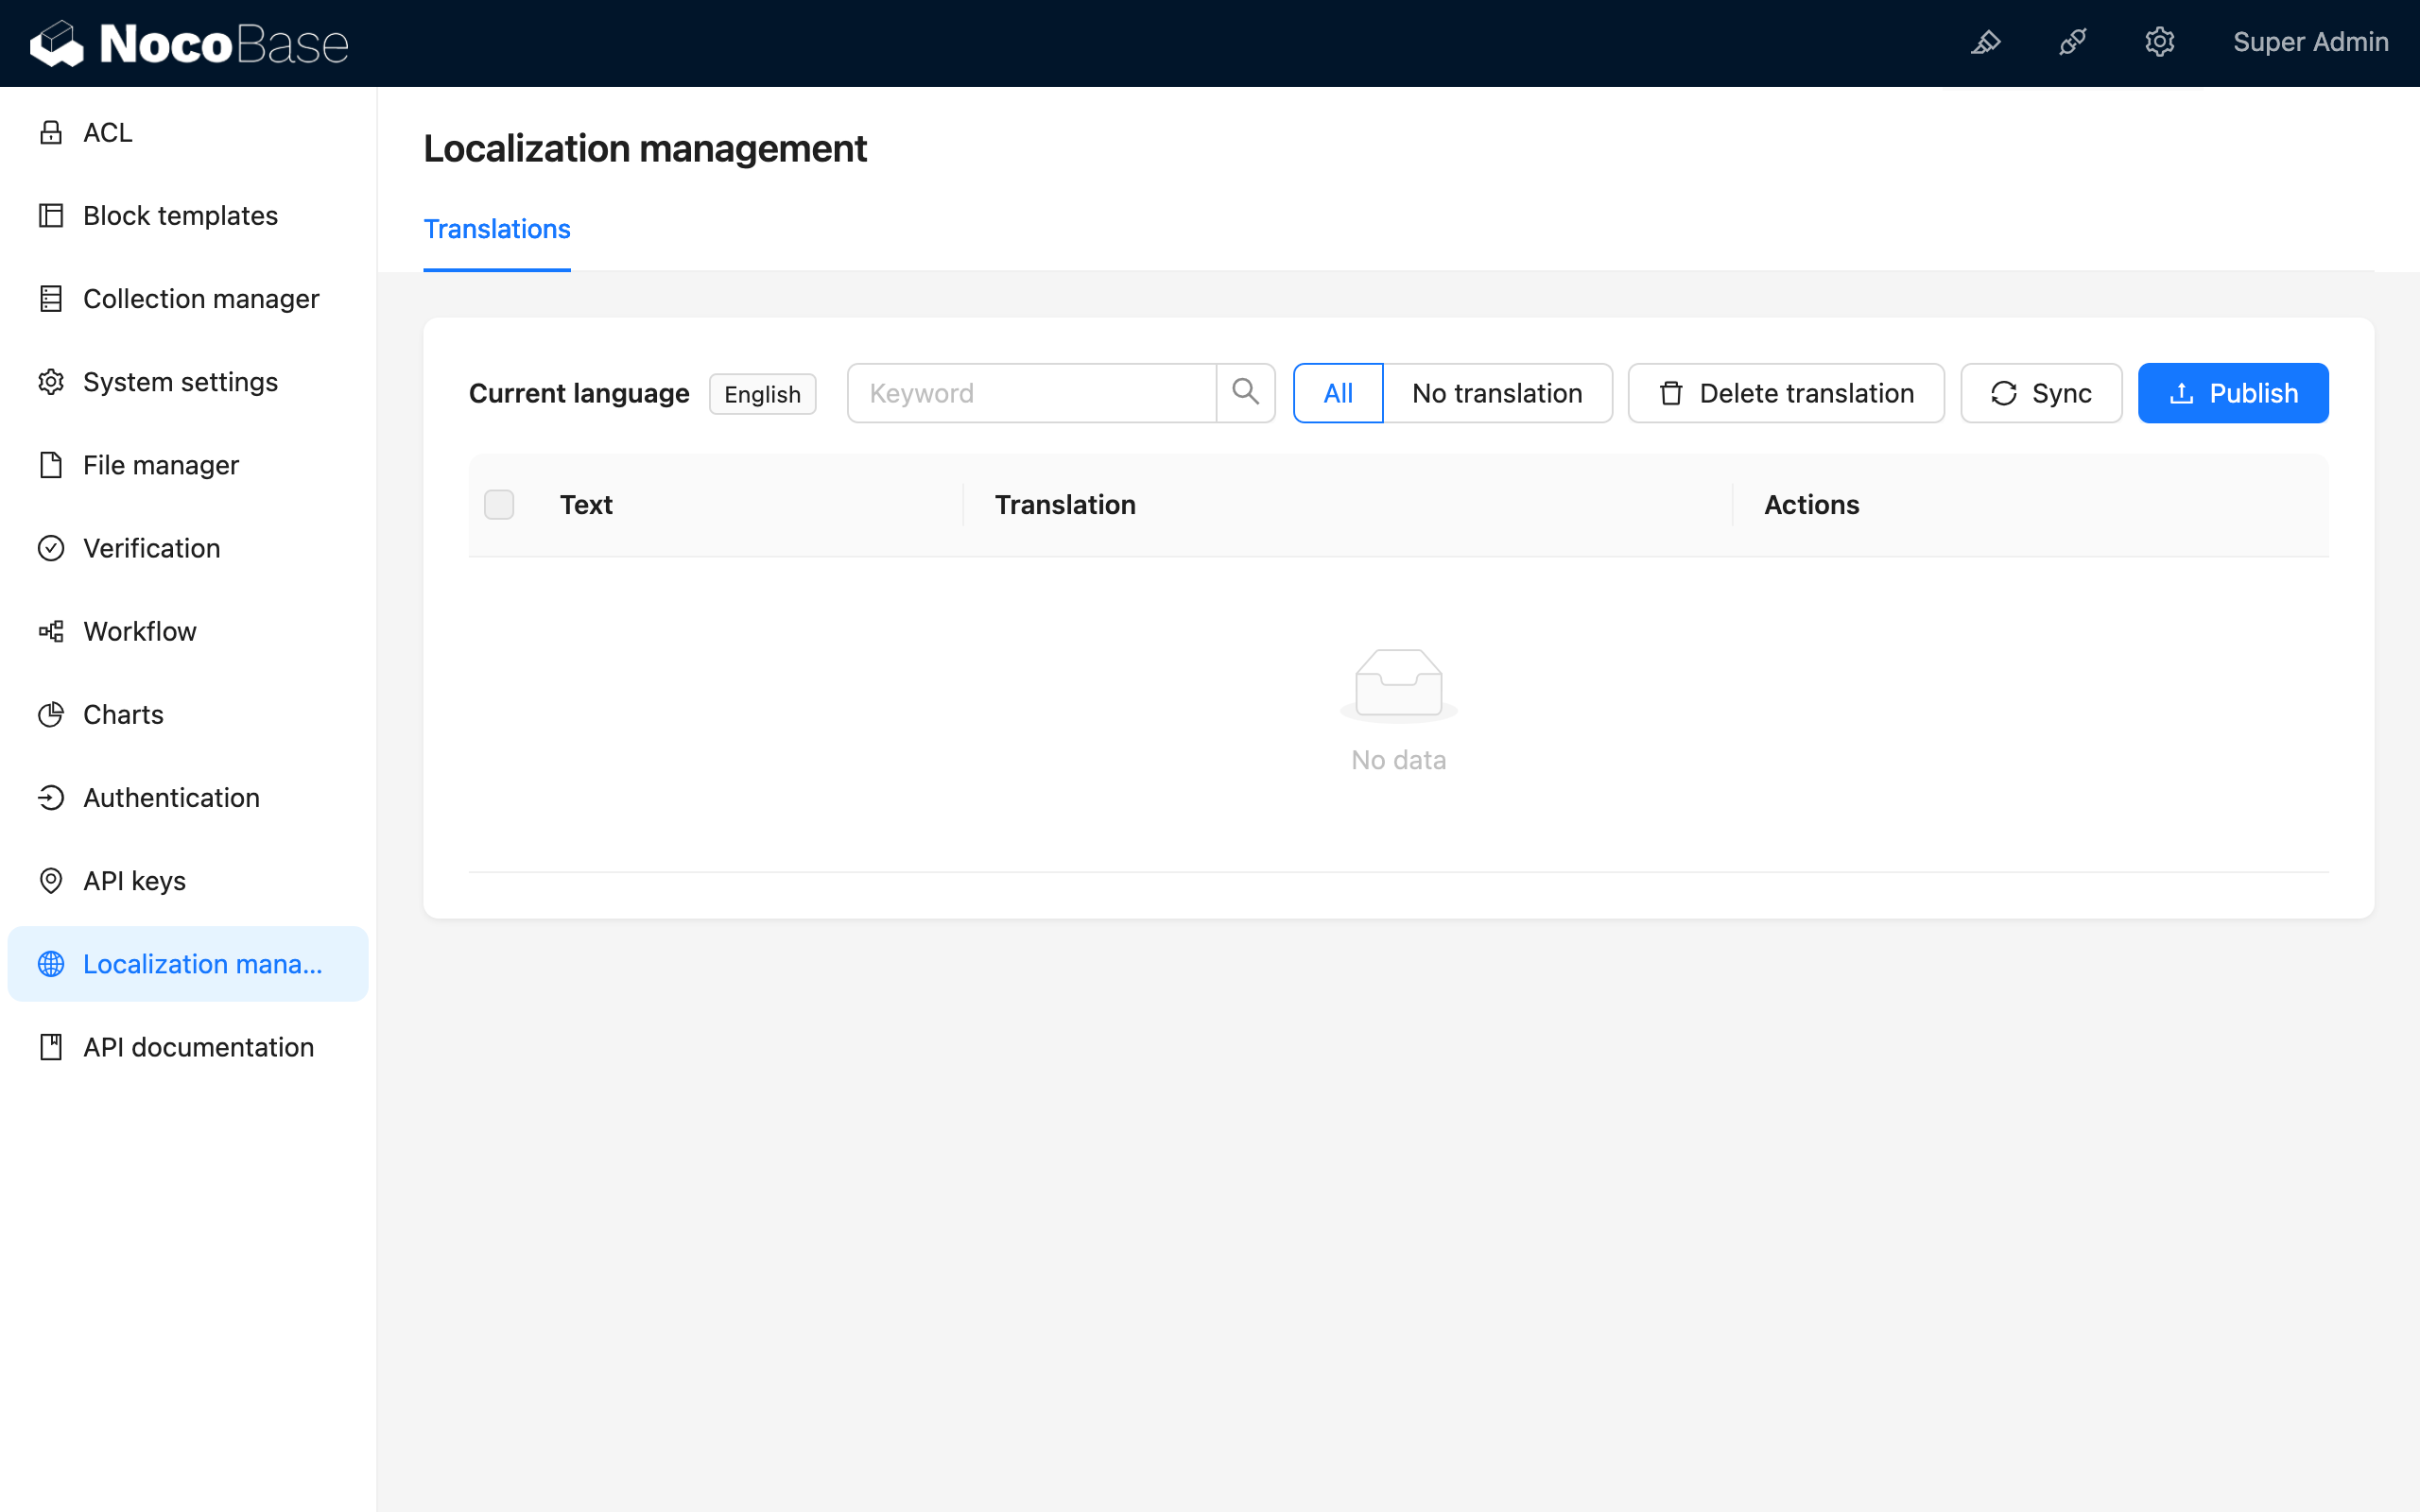 NocoBase
Super Admin
ACL
Block templates
Collection manager
System settings
File manager
Verification
Workflow
Charts
Authentication
API keys
Localization mana...
API documentation
Localization management
Translations
Current language English Keyword All No translation Delete translation Sync Publish
Text Translation Actions
No data